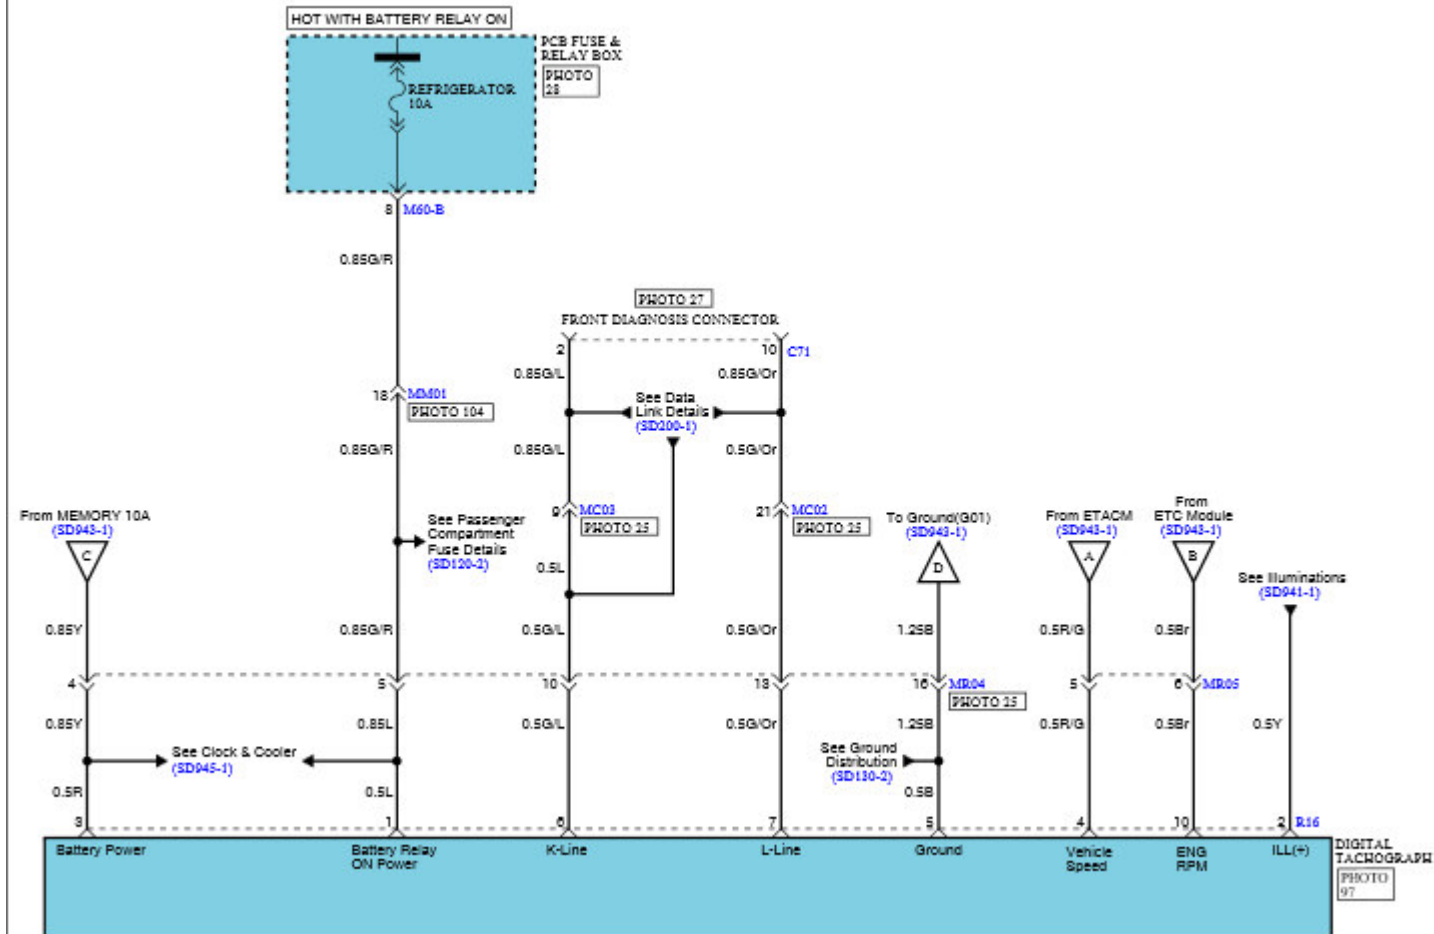 HOT WITH BATTERY RELAY ON
PCB FUSE &
RELAY BOX
PHOTO
28
REFRIGERATOR
10A
8 M60-B
0.85G/R
PHOTO 27
FRONT DIAGNOSIS CONNECTOR
2 10 C71
0.85G/L 0.85G/Or
18 MM01
PHOTO 104
See Data
Link Details
(SD200-1)
0.85G/R 0.85G/L 0.5G/Or
From MEMORY 10A
(SD943-1)
C
See Passenger
Compartment
Fuse Details
(SD120-2)
9 MC03
PHOTO 25
21 MC02
PHOTO 25
To Ground(G01)
(SD943-1)
D
From ETACM
(SD943-1)
A
From
ETC Module
(SD943-1)
B
See Illuminations
(SD941-1)
0.5L
0.85Y 0.85G/R 0.5G/L 0.5G/Or 1.25B 0.5R/G 0.5Br
4 5 10 13 16 MR04 5 6 MR05
PHOTO 25
0.85Y 0.85L 0.5G/L 0.5G/Or 1.25B 0.5R/G 0.5Br 0.5Y
See Clock & Cooler
(SD945-1)
See Ground
Distribution
(SD130-2)
0.5R 0.5L 0.5B
3 1 6 7 5 4 10 2 R16
Battery Power
Battery Relay
ON Power
K-Line
L-Line
Ground
Vehicle
Speed
ENG
RPM
ILL(+)
DIGITAL
TACHOGRAPH
PHOTO
97